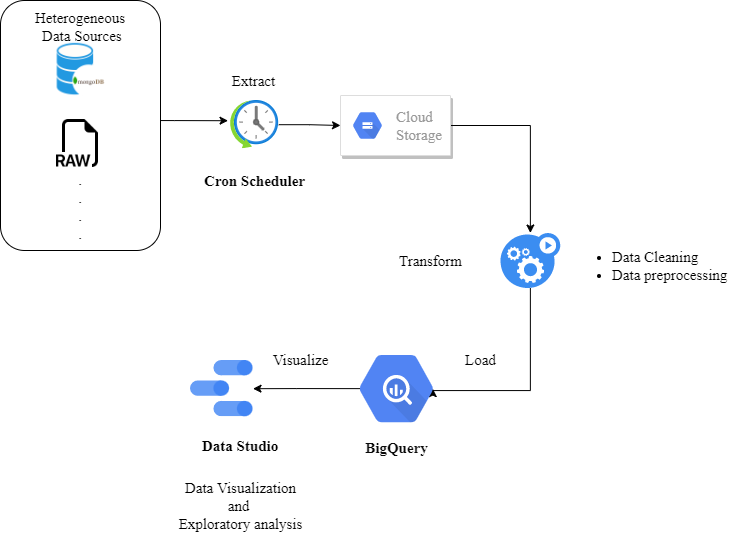 Heterogeneous
Data Sources
mongoDB
RAW
.
.
.
.
Extract
Cron Scheduler
Cloud
Storage
Transform
• Data Cleaning
• Data preprocessing
Visualize
Load
Data Studio
BigQuery
Data Visualization
and
Exploratory analysis